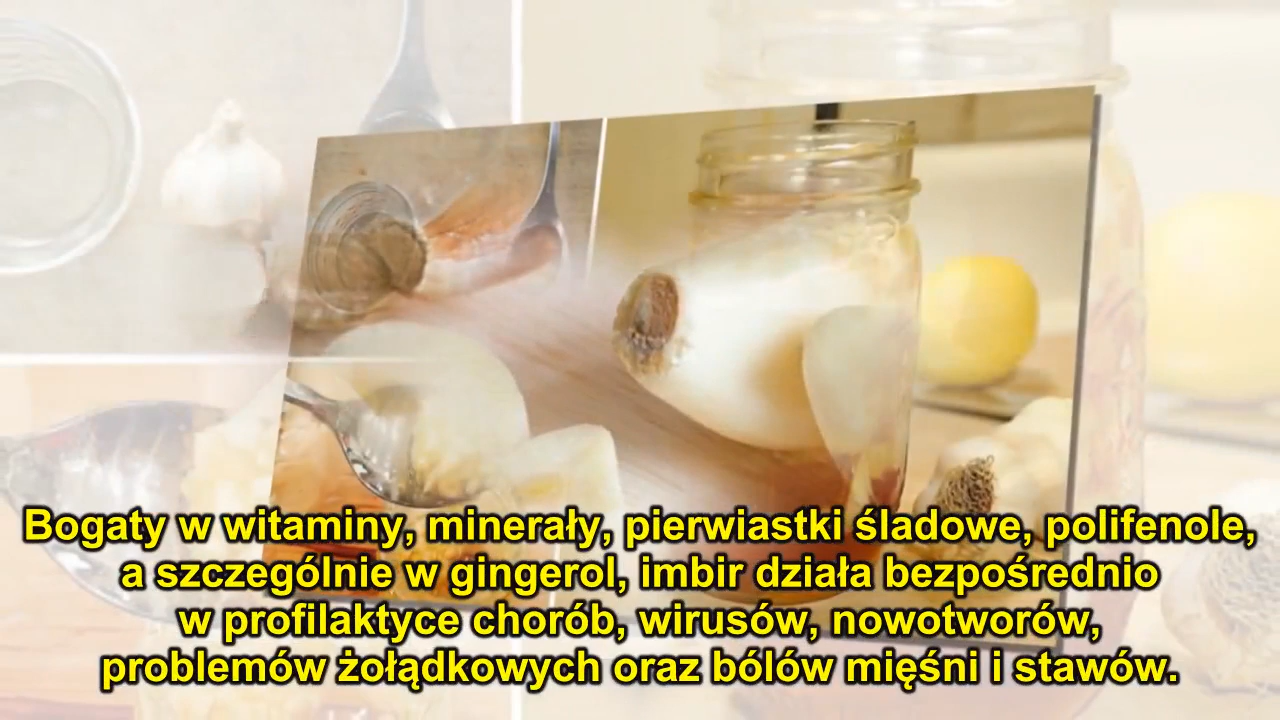 Bogaty w witaminy, minerały, pierwiastki śladowe, polifenole,
a szczególnie w gingerol, imbir działa bezpośrednio
w profilaktyce chorób, wirusów, nowotworów,
problemów żołądkowych oraz bólów mięśni i stawów.